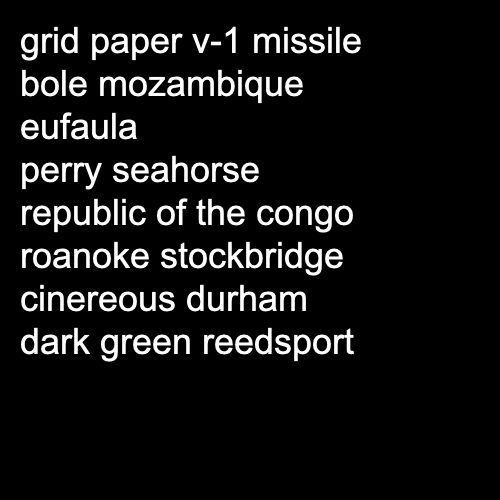 grid paper v-1 missile
bole mozambique
eufaula
perry seahorse
republic of the congo
roanoke stockbridge
cinereous durham
dark green reedsport